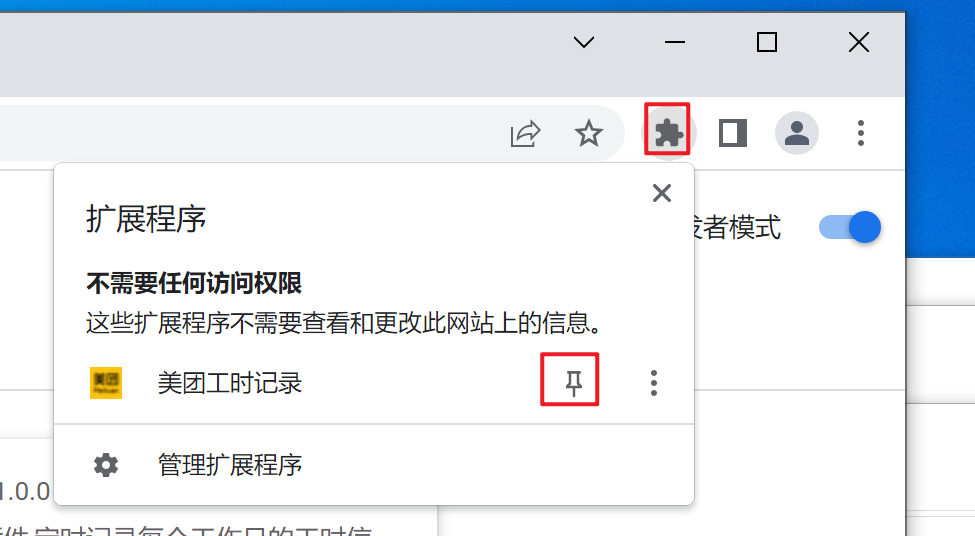 者模式
扩展程序
不需要任何访问权限
这些扩展程序不需要查看和更改此网站上的信息。
美团
美团工时记录
管理扩展程序
1.0.0